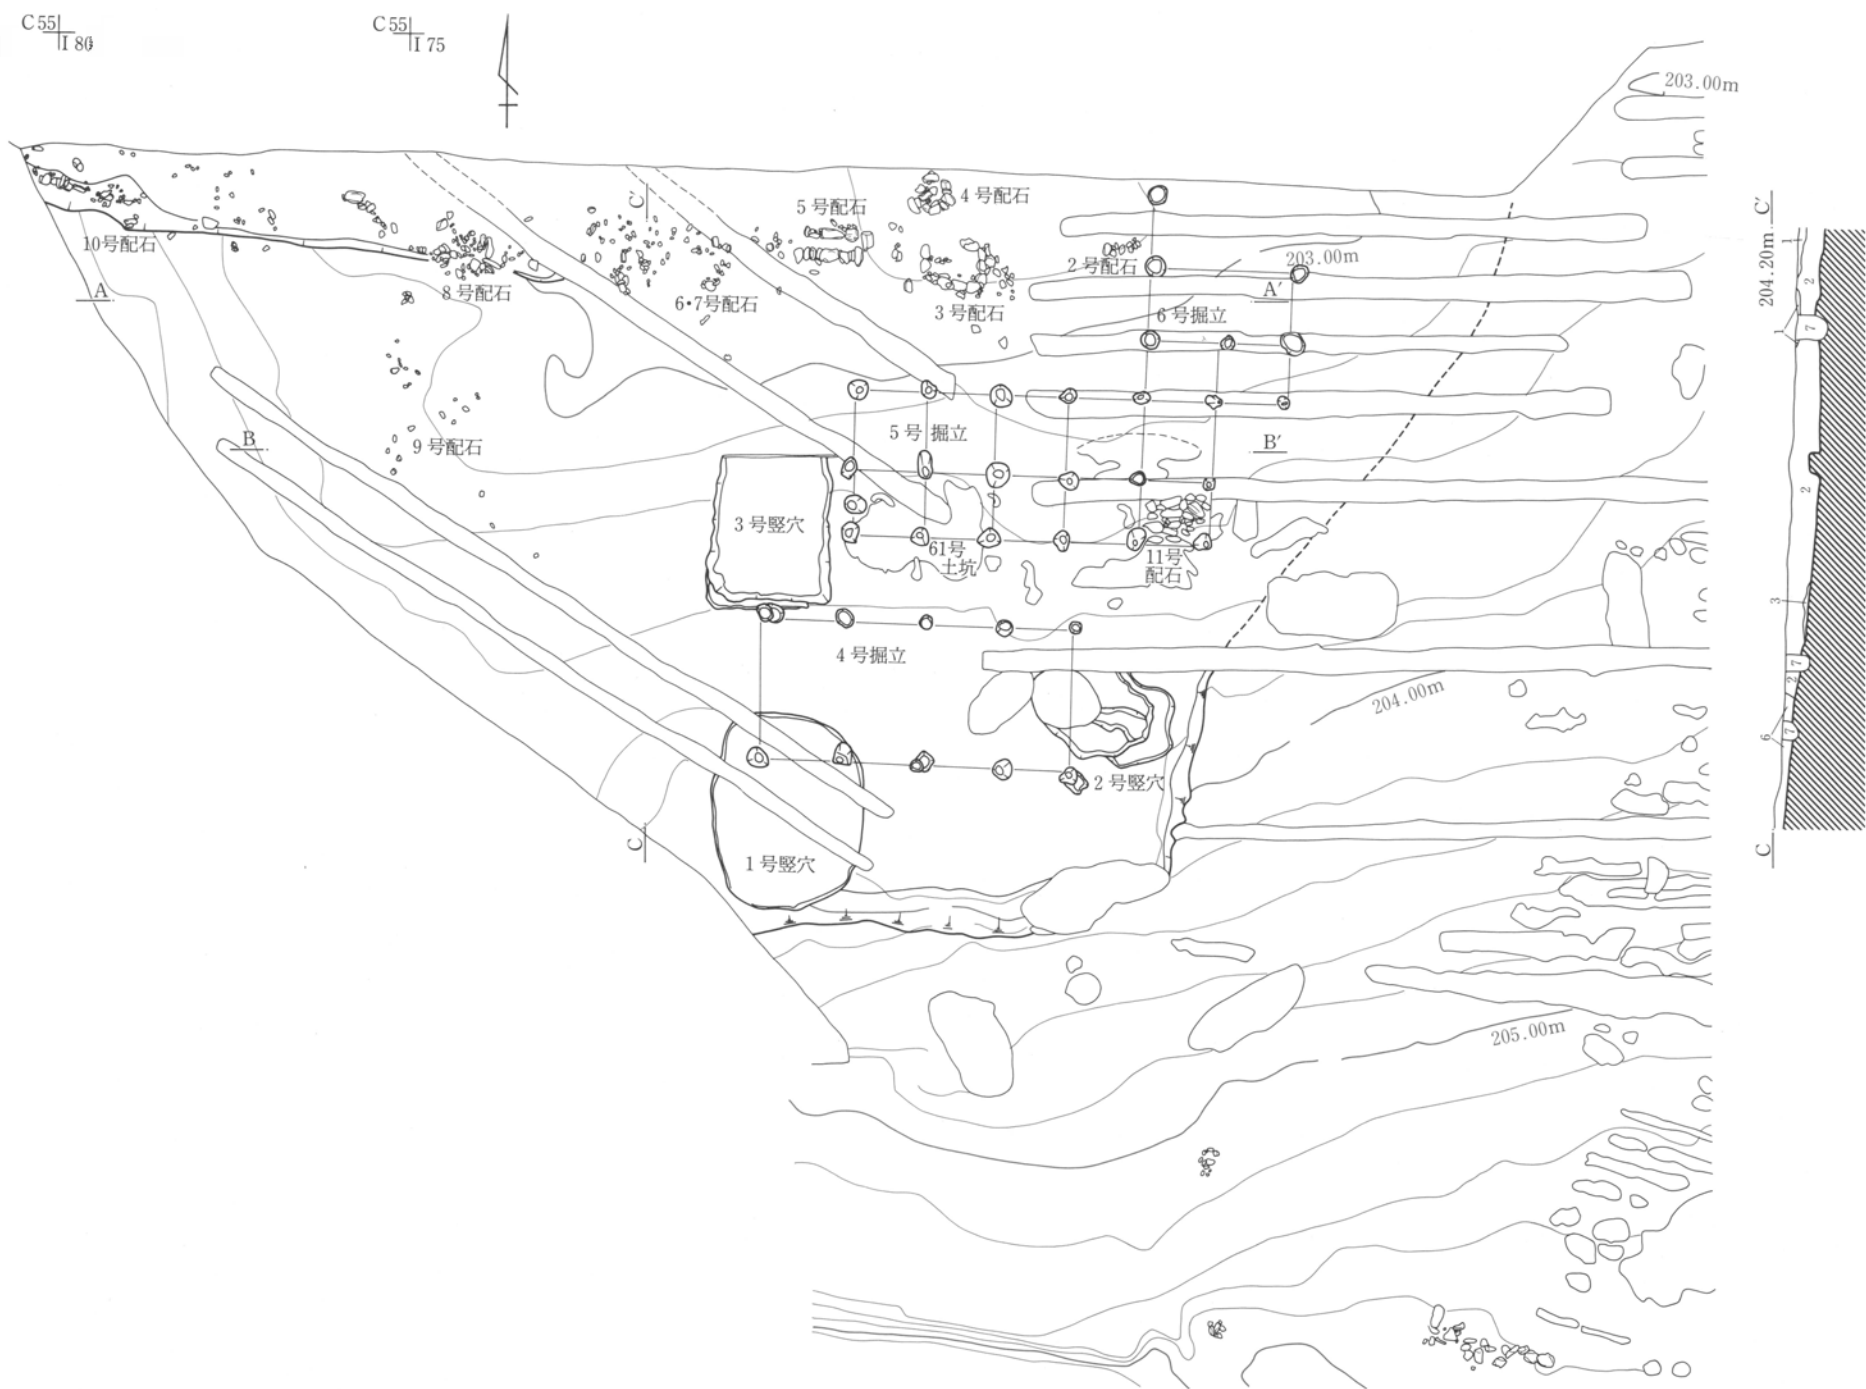 C55
I 80
C55
I 75
203.00m
C′
204.20m
C′
4号配石
5号配石
10号配石
2号配石
203.00m
A
8号配石
6・7号配石
3号配石
A′
6号掘立
B
9号配石
5号掘立
B′
3号竪穴
61号
土坑
11号
配石
4号掘立
204.00m
2号竪穴
1号竪穴
C
C
205.00m
1
2
1
7
2
3
7
2
6
7